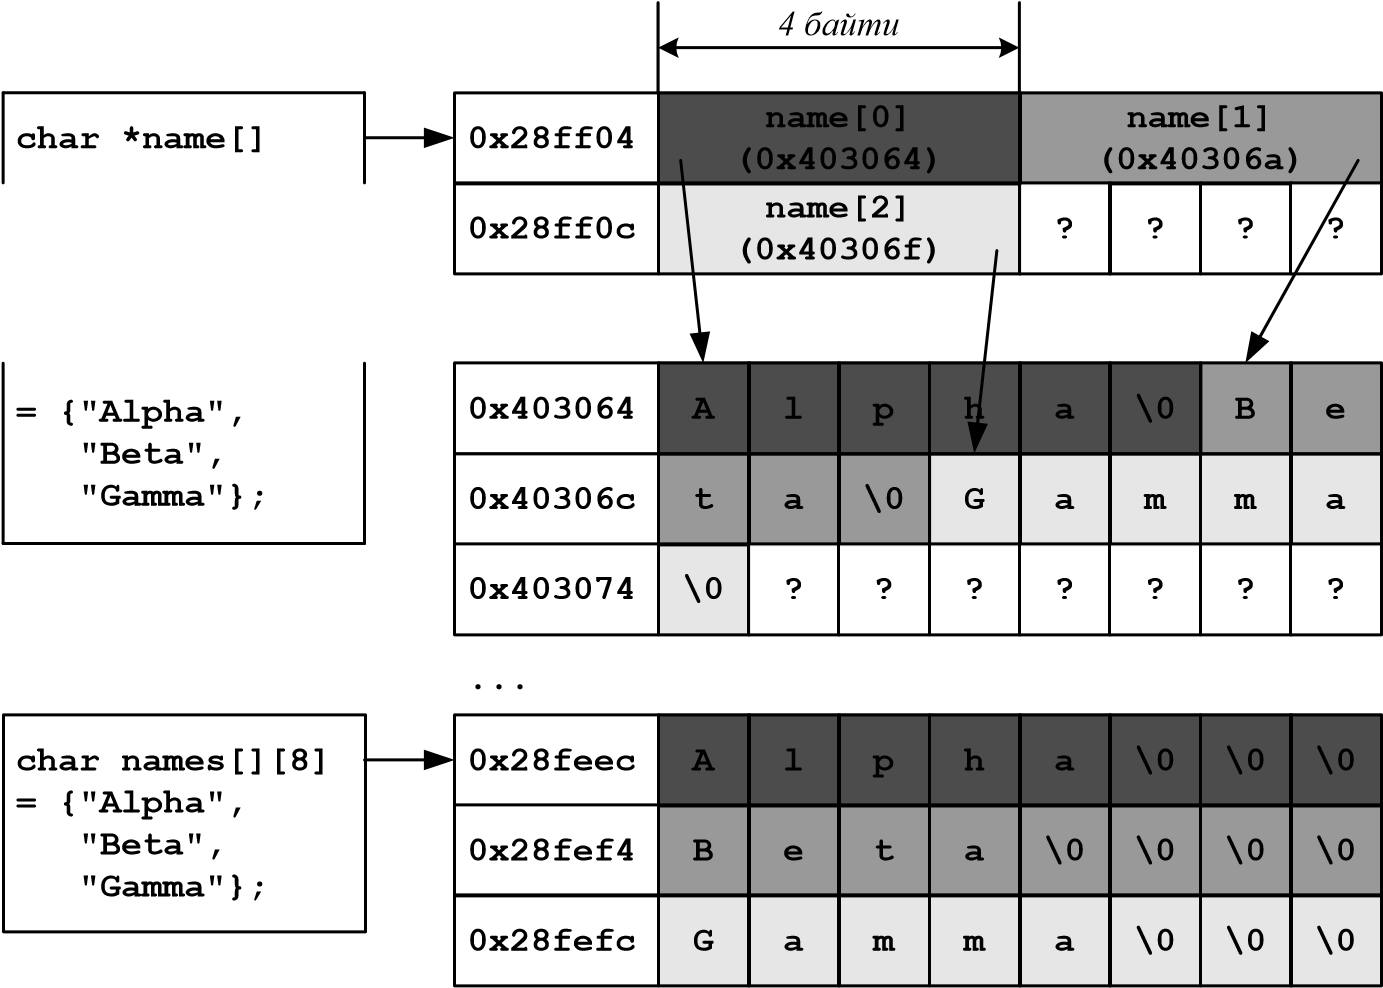 4 байти
char *name[]
0x28ff04 name[0] (0x403064) name[1] (0x40306a)
0x28ff0c name[2] (0x40306f) ? ? ? ?
= {"Alpha",
"Beta",
"Gamma"};
0x403064 A l p h a \0 B e
0x40306c t a \0 G a m m a
0x403074 \0 ? ? ? ? ? ? ?
...
char names[][8]
= {"Alpha",
"Beta",
"Gamma"};
0x28feec A l p h a \0 \0 \0
0x28fef4 B e t a \0 \0 \0 \0
0x28fefc G a m m a \0 \0 \0